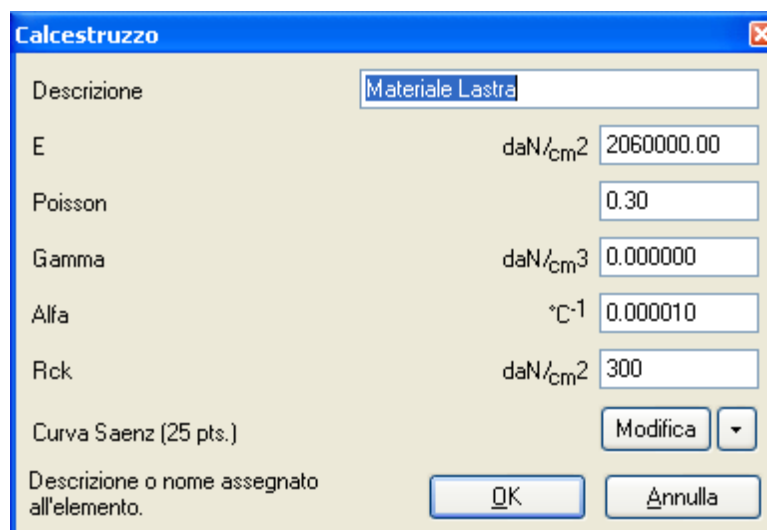 Calcestruzzo
Descrizione Materiale Lastra
E daN/cm2 2060000.00
Poisson 0.30
Gamma daN/cm3 0.000000
Alfa °C-1 0.000010
Rck daN/cm2 300
Curva Saenz (25 pts.) Modifica
Descrizione o nome assegnato
all'elemento.
OK Annulla